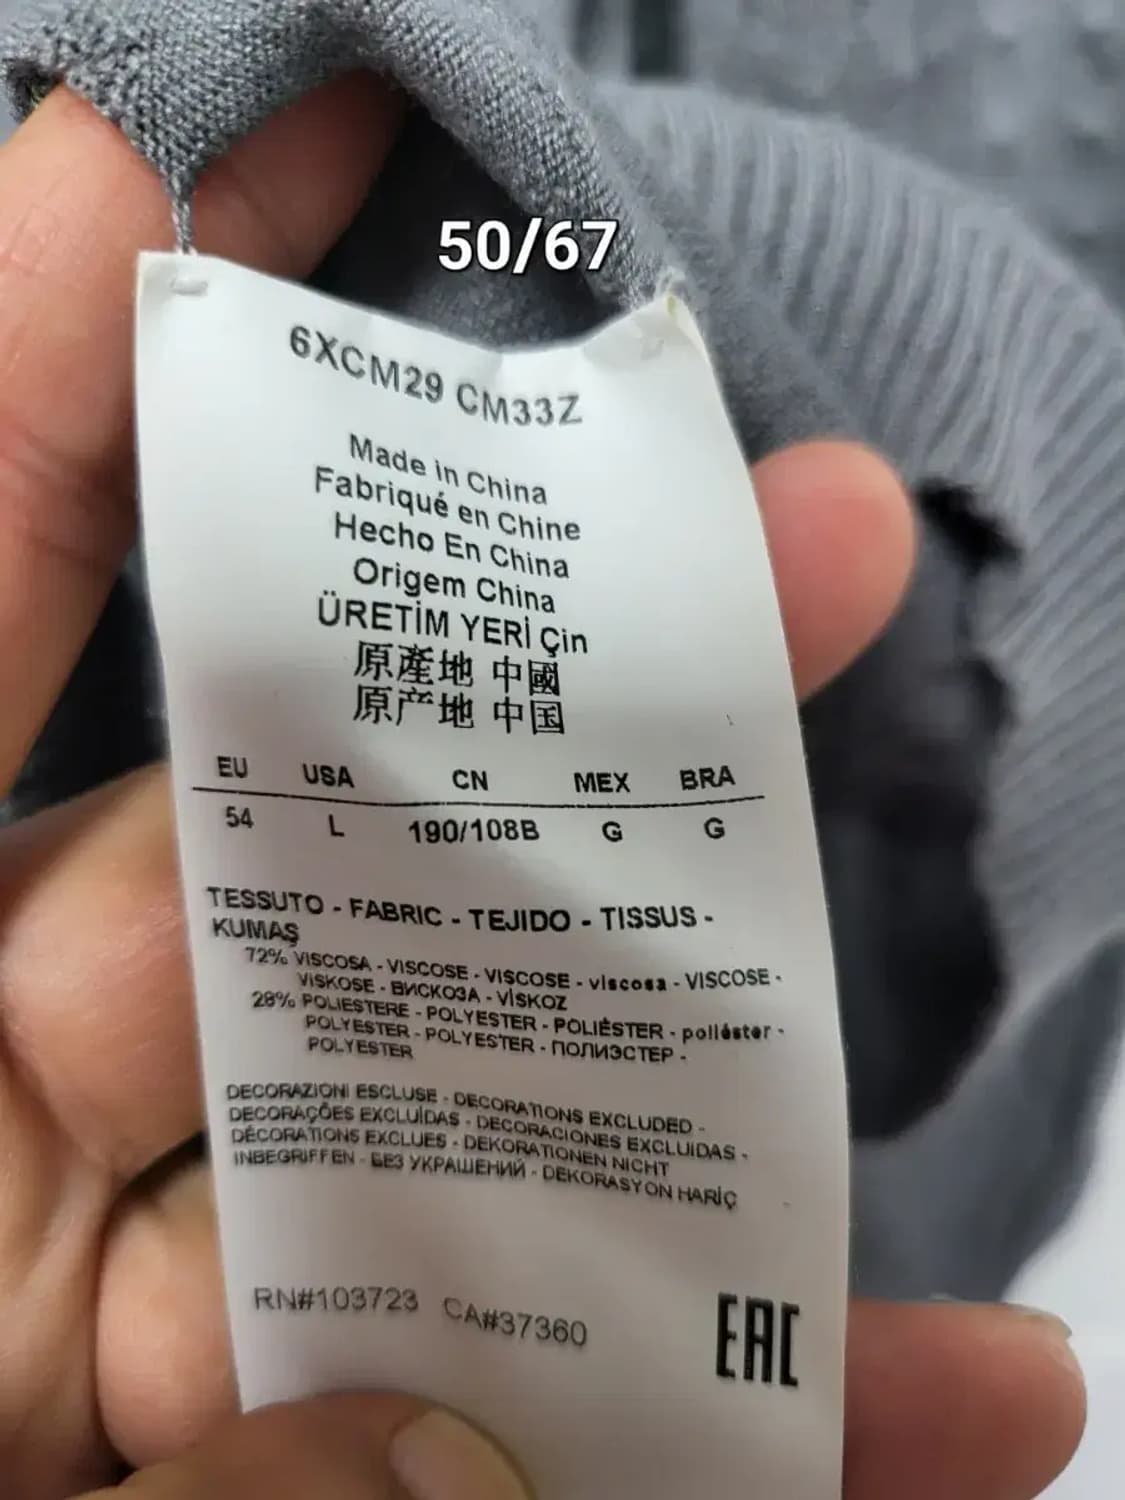 50/67
6XCM29 CM33Z
Made in China
Fabriqué en Chine
Hecho En China
Origem China
ÜRETİM YERİ Çin
原產地 中國
原产地 中国
EU USA CN MEX BRA
54 L 190/108B G G
TESSUTO - FABRIC - TEJIDO - TISSUS -
KUMAŞ
72% VISCOSA - VISCOSE - VISCOSE - viscosa - VISCOSE -
VISKOSE - ВИСКОЗА - VİSKOZ
28% POLIESTERE - POLYESTER - POLIÉSTER - poliéster -
POLYESTER - POLYESTER - ПОЛИЭСТЕР -
POLYESTER
DECORAZIONI ESCLUSE - DECORATIONS EXCLUDED -
DECORAÇÕES EXCLUÍDAS - DECORACIONES EXCLUIDAS -
DÉCORATIONS EXCLUES - DEKORATIONEN NICHT
INBEGRIFFEN - БЕЗ УКРАШЕНИЙ - DEKORASYON HARİÇ
RN#103723 CA#37360
EAC